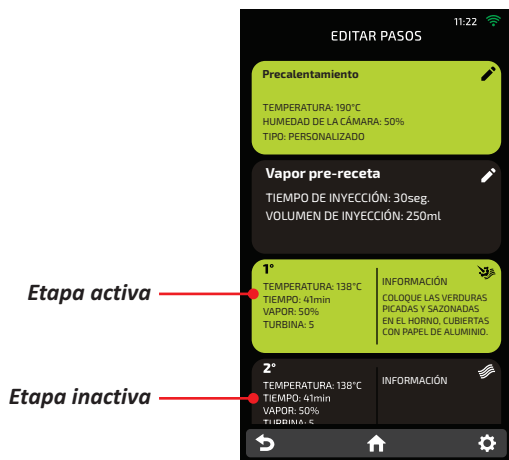 11:22
EDITAR PASOS
Precalentamiento
TEMPERATURA: 190°C
HUMEDAD DE LA CÁMARA: 50%
TIPO: PERSONALIZADO
Vapor pre-receta
TIEMPO DE INYECCIÓN: 30seg.
VOLUMEN DE INYECCIÓN: 250ml
Etapa activa
1°
TEMPERATURA: 138°C
TIEMPO: 41min
VAPOR: 50%
TURBINA: 5
INFORMACIÓN
COLOQUE LAS VERDURAS
PICADAS Y SAZONADAS
EN EL HORNO, CUBIERTAS
CON PAPEL DE ALUMINIO.
Etapa inactiva
2°
TEMPERATURA: 138°C
TIEMPO: 41min
VAPOR: 50%
TURBINA: 5
INFORMACIÓN